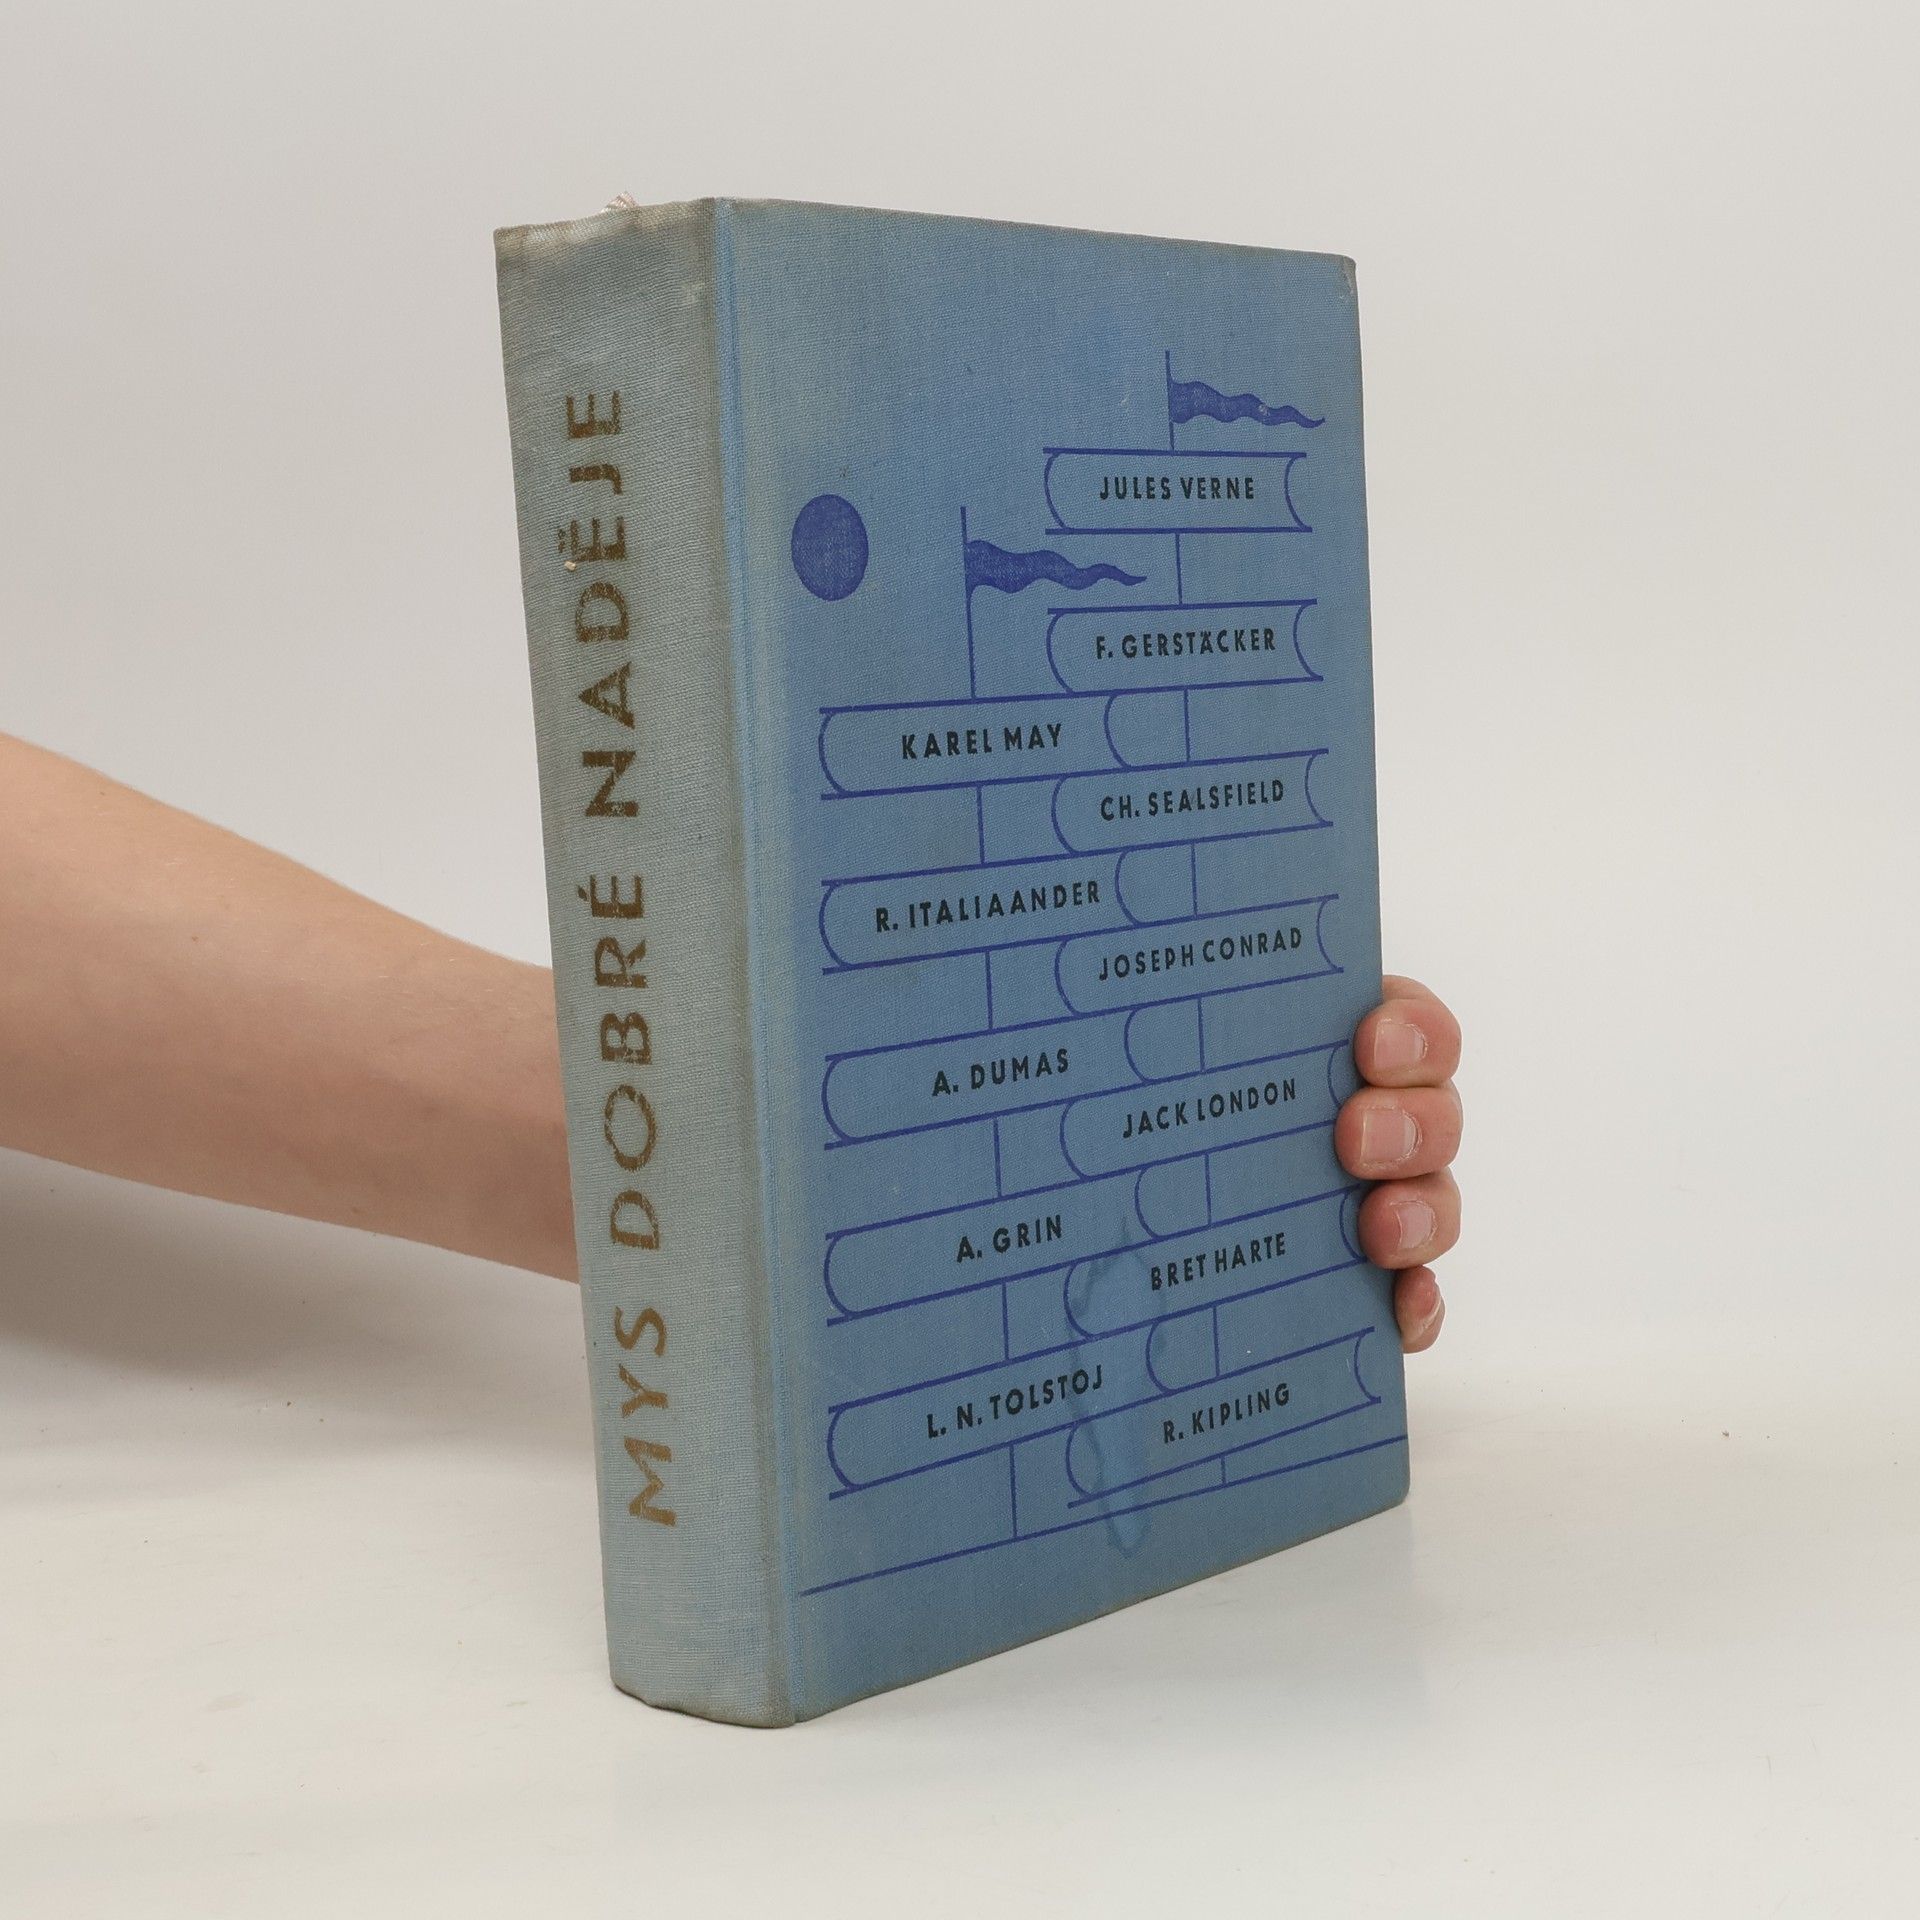 MYS DOBRÉ NADĚJE
JULES VERNE
F. GERSTÄCKER
KAREL MAY
CH. SEALSFIELD
R. ITALIAANDER
JOSEPH CONRAD
A. DUMAS
JACK LONDON
A. GRIN
BRET HARTE
L. N. TOLSTOJ
R. KIPLING